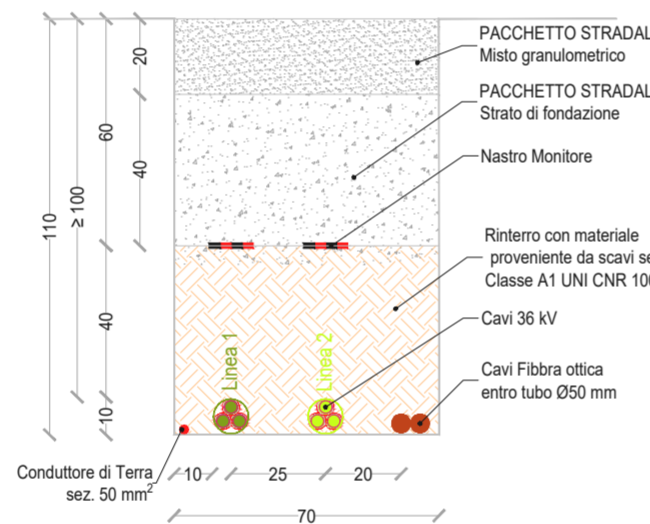 PACCHETTO STRADAL
Misto granulometrico
PACCHETTO STRADAL
Strato di fondazione
Nastro Monitore
Rinterro con materiale
proveniente da scavi se
Classe A1 UNI CNR 100
Cavi 36 kV
Cavi Fibbra ottica
entro tubo Ø50 mm
20
60
40
≥ 100
110
40
10
Linea 1
Linea 2
Conduttore di Terra
sez. 50 mm²
10
25
20
70